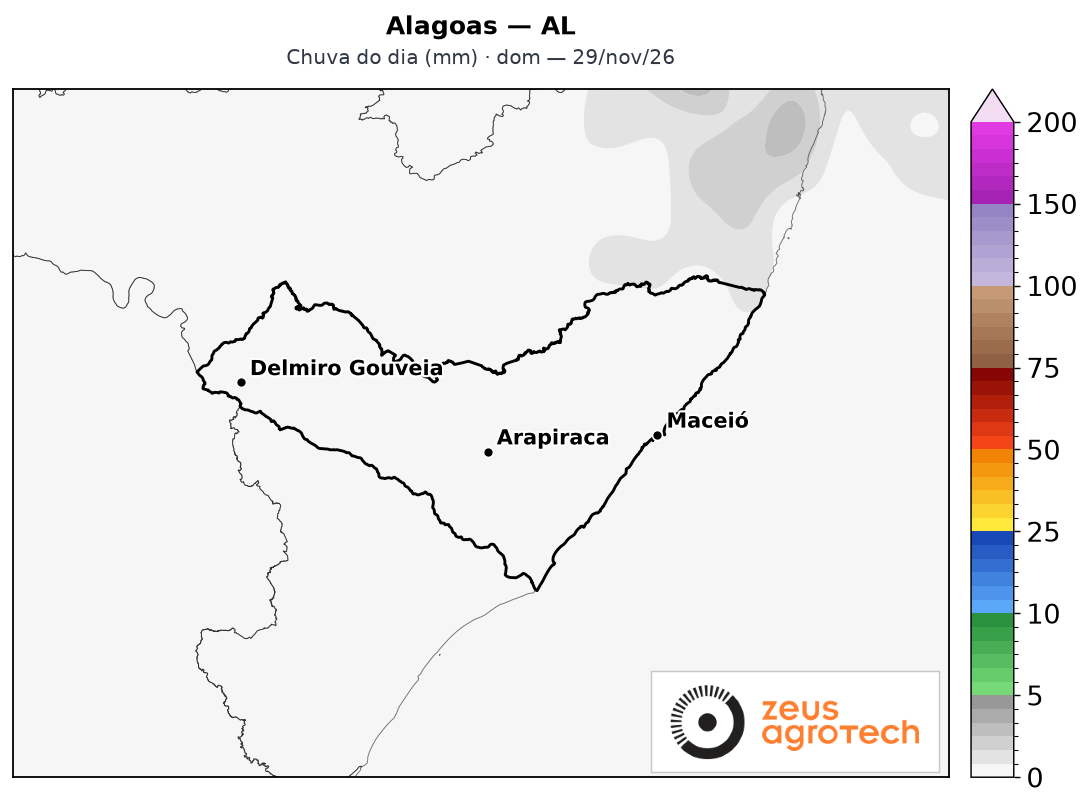 Alagoas — AL
Chuva do dia (mm) · dom — 29/nov/26
200
150
100
75
50
25
10
5
0
Delmiro Gouveia
Maceió
Arapiraca
zeus
agrotech